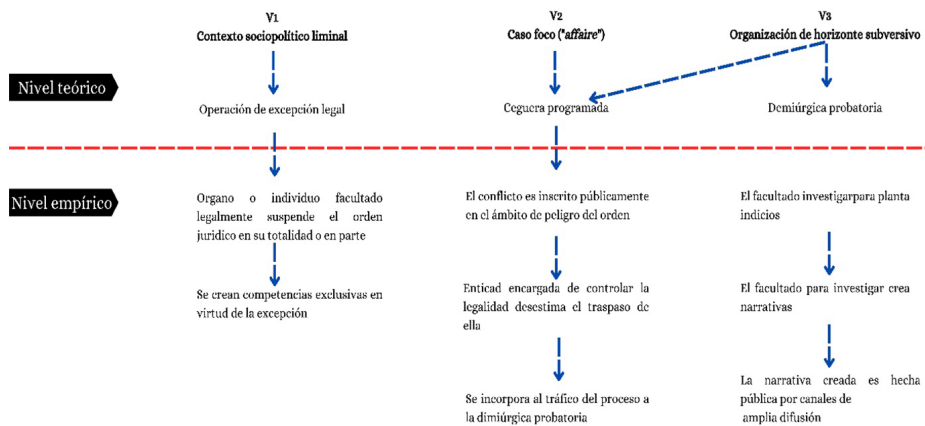 V1
Contexto sociopolítico liminal
V2
Caso foco ("affaire")
V3
Organización de horizonte subversivo
Nivel teórico
Operación de excepción legal
Ceguera programada
Demiúrgica probatoria
Nivel empírico
Organo o individuo facultado
legalmente suspende el orden
juridico en su totalidad o en parte
Se crean competencias exclusivas en
virtud de la excepción
El conflicto es inscrito públicamente
en el ámbito de peligro del orden
Enticad encargada de controlar la
legalidad desestima el traspaso de
ella
Se incorpora al tráfico del proceso a
la dimiúrgica probatoria
El facultado investigarpara planta
indicios
El facultado para investigar crea
narrativas
La narrativa creada es hecha
pública por canales de
amplia difusión